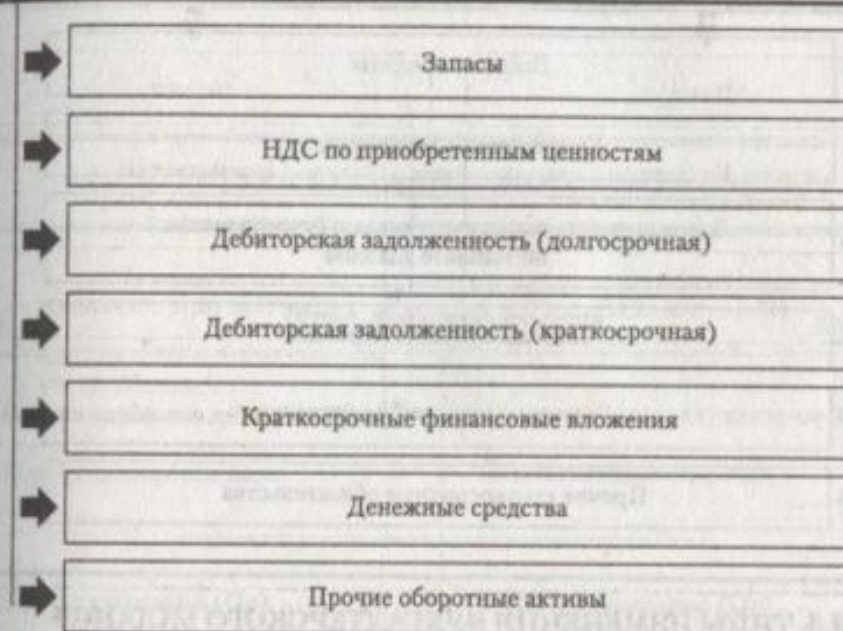 Запасы
НДС по приобретенным ценностям
Дебиторская задолженность (долгосрочная)
Дебиторская задолженность (краткосрочная)
Краткосрочные финансовые вложения
Денежные средства
Прочие оборотные активы